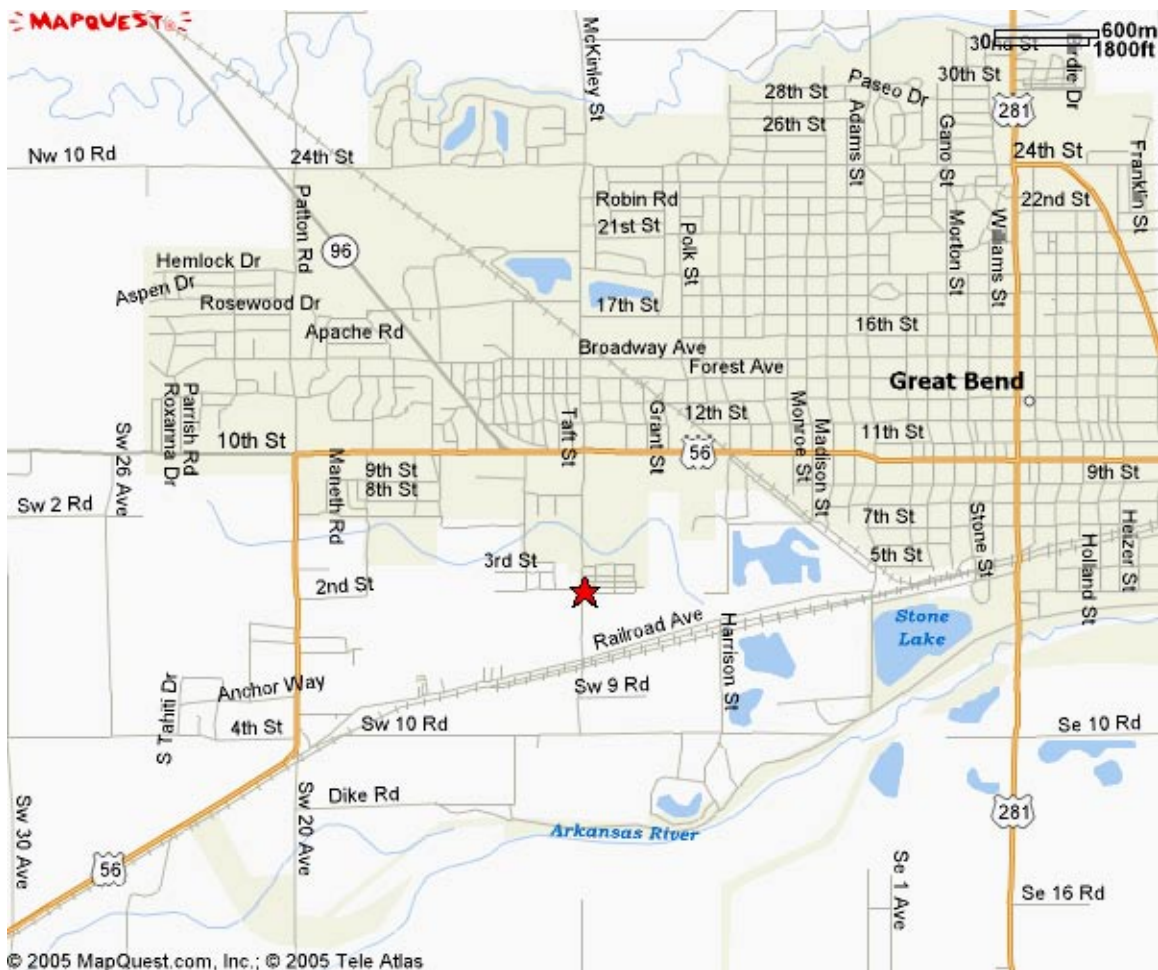 MAPQUEST
600m
0
1800ft
30nd St
Birdie Dr
McKinley St
Paseo Dr
30th St
28th St
281
26th St
Adams St
Gano St
Nw 10 Rd
24th St
24th St
Franklin St
Patton Rd
Robin Rd
22nd St
21st St
Polk St
Morton St
Williams St
96
Hemlock Dr
Aspen Dr
Rosewood Dr
17th St
Apache Rd
16th St
Broadway Ave
Forest Ave
Great Bend
Parrish Rd
Roxanna Dr
Taft St
Grant St
12th St
Monroe St
Madison St
11th St
Sw 26 Ave
10th St
56
Maneth Rd
9th St
9th St
8th St
Sw 2 Rd
7th St
Stone St
Heizer St
Holland St
3rd St
5th St
2nd St
Railroad Ave
Harrison St
Stone
Lake
S Tahiti Dr
Anchor Way
Sw 9 Rd
4th St
Sw 10 Rd
Se 10 Rd
Sw 30 Ave
Sw 20 Ave
Dike Rd
281
Arkansas River
56
Se 1 Ave
Se 16 Rd
© 2005 MapQuest.com, Inc.; © 2005 Tele Atlas